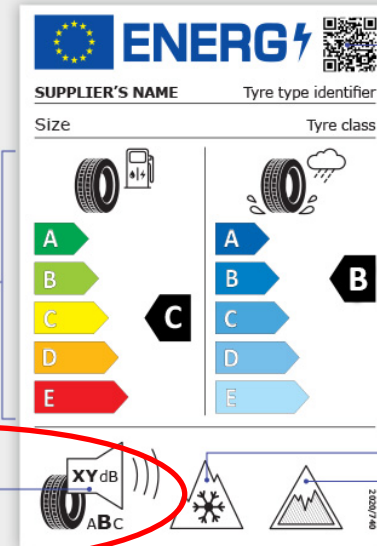 ENERG
SUPPLIER'S NAME Tyre type identifier
Size Tyre class
A A
B B B
C C C
D D
E E
XY dB
ABC
2020/740